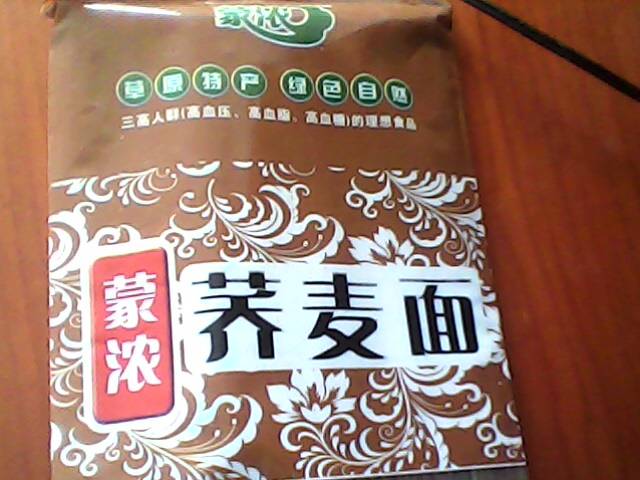 蒙浓
草原特产 绿色自然
三高人群(高血压、高血脂、高血糖)的理想食品
蒙浓
荞麦面